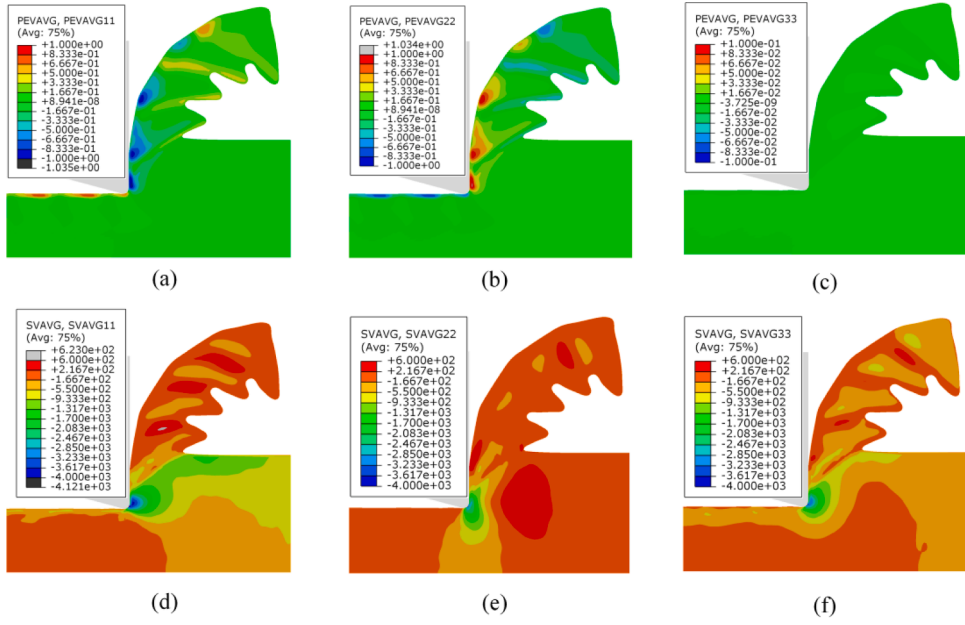 PEVAVG, PEVAVG11
(Avg: 75%)
+1.000e+00
+8.333e-01
+6.667e-01
+5.000e-01
+3.333e-01
+1.667e-01
+8.941e-08
-1.667e-01
-3.333e-01
-5.000e-01
-6.667e-01
-8.333e-01
-1.000e+00
-1.035e+00
(a)
PEVAVG, PEVAVG22
(Avg: 75%)
+1.034e+00
+1.000e+00
+8.333e-01
+6.667e-01
+5.000e-01
+3.333e-01
+1.667e-01
+8.941e-08
-1.667e-01
-3.333e-01
-5.000e-01
-6.667e-01
-8.333e-01
-1.000e+00
(b)
PEVAVG, PEVAVG33
(Avg: 75%)
+1.000e-01
+8.333e-02
+6.667e-02
+5.000e-02
+3.333e-02
+1.667e-02
-3.725e-09
-1.667e-02
-3.333e-02
-5.000e-02
-6.667e-02
-8.333e-02
-1.000e-01
(c)
SVAVG, SVAVG11
(Avg: 75%)
+6.230e+02
+6.000e+02
+2.167e+02
-1.667e+02
-5.500e+02
-9.333e+02
-1.317e+03
-1.700e+03
-2.083e+03
-2.467e+03
-2.850e+03
-3.233e+03
-3.617e+03
-4.000e+03
-4.121e+03
(d)
SVAVG, SVAVG22
(Avg: 75%)
+6.000e+02
+2.167e+02
-1.667e+02
-5.500e+02
-9.333e+02
-1.317e+03
-1.700e+03
-2.083e+03
-2.467e+03
-2.850e+03
-3.233e+03
-3.617e+03
-4.000e+03
(e)
SVAVG, SVAVG33
(Avg: 75%)
+6.000e+02
+2.167e+02
-1.667e+02
-5.500e+02
-9.333e+02
-1.317e+03
-1.700e+03
-2.083e+03
-2.467e+03
-2.850e+03
-3.233e+03
-3.617e+03
-4.000e+03
(f)